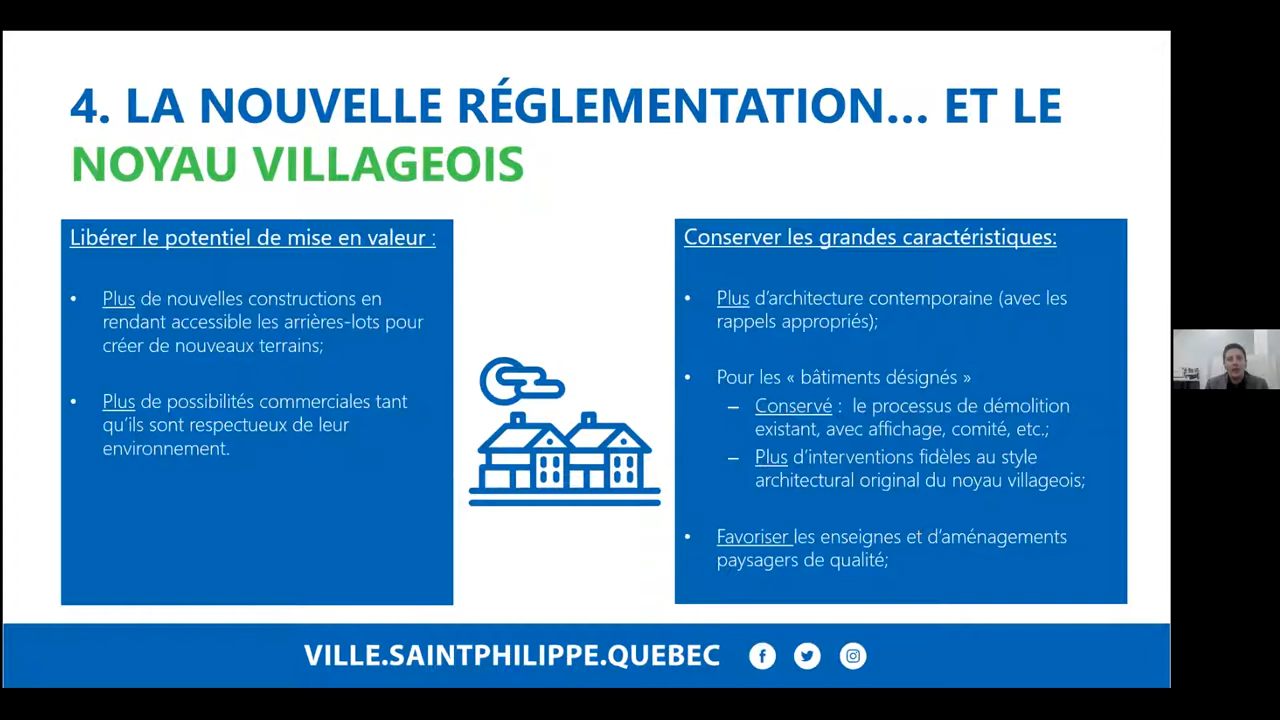 4. LA NOUVELLE RÉGLEMENTATION... ET LE
NOYAU VILLAGEOIS
Libérer le potentiel de mise en valeur :
• Plus de nouvelles constructions en
rendant accessible les arrières-lots pour
créer de nouveaux terrains;
• Plus de possibilités commerciales tant
qu'ils sont respectueux de leur
environnement.
Conserver les grandes caractéristiques:
• Plus d'architecture contemporaine (avec les
rappels appropriés);
• Pour les « bâtiments désignés »
– Conservé : le processus de démolition
existant, avec affichage, comité, etc.;
– Plus d'interventions fidèles au style
architectural original du noyau villageois;
• Favoriser les enseignes et d'aménagements
paysagers de qualité;
VILLE.SAINTPHILIPPE.QUEBEC